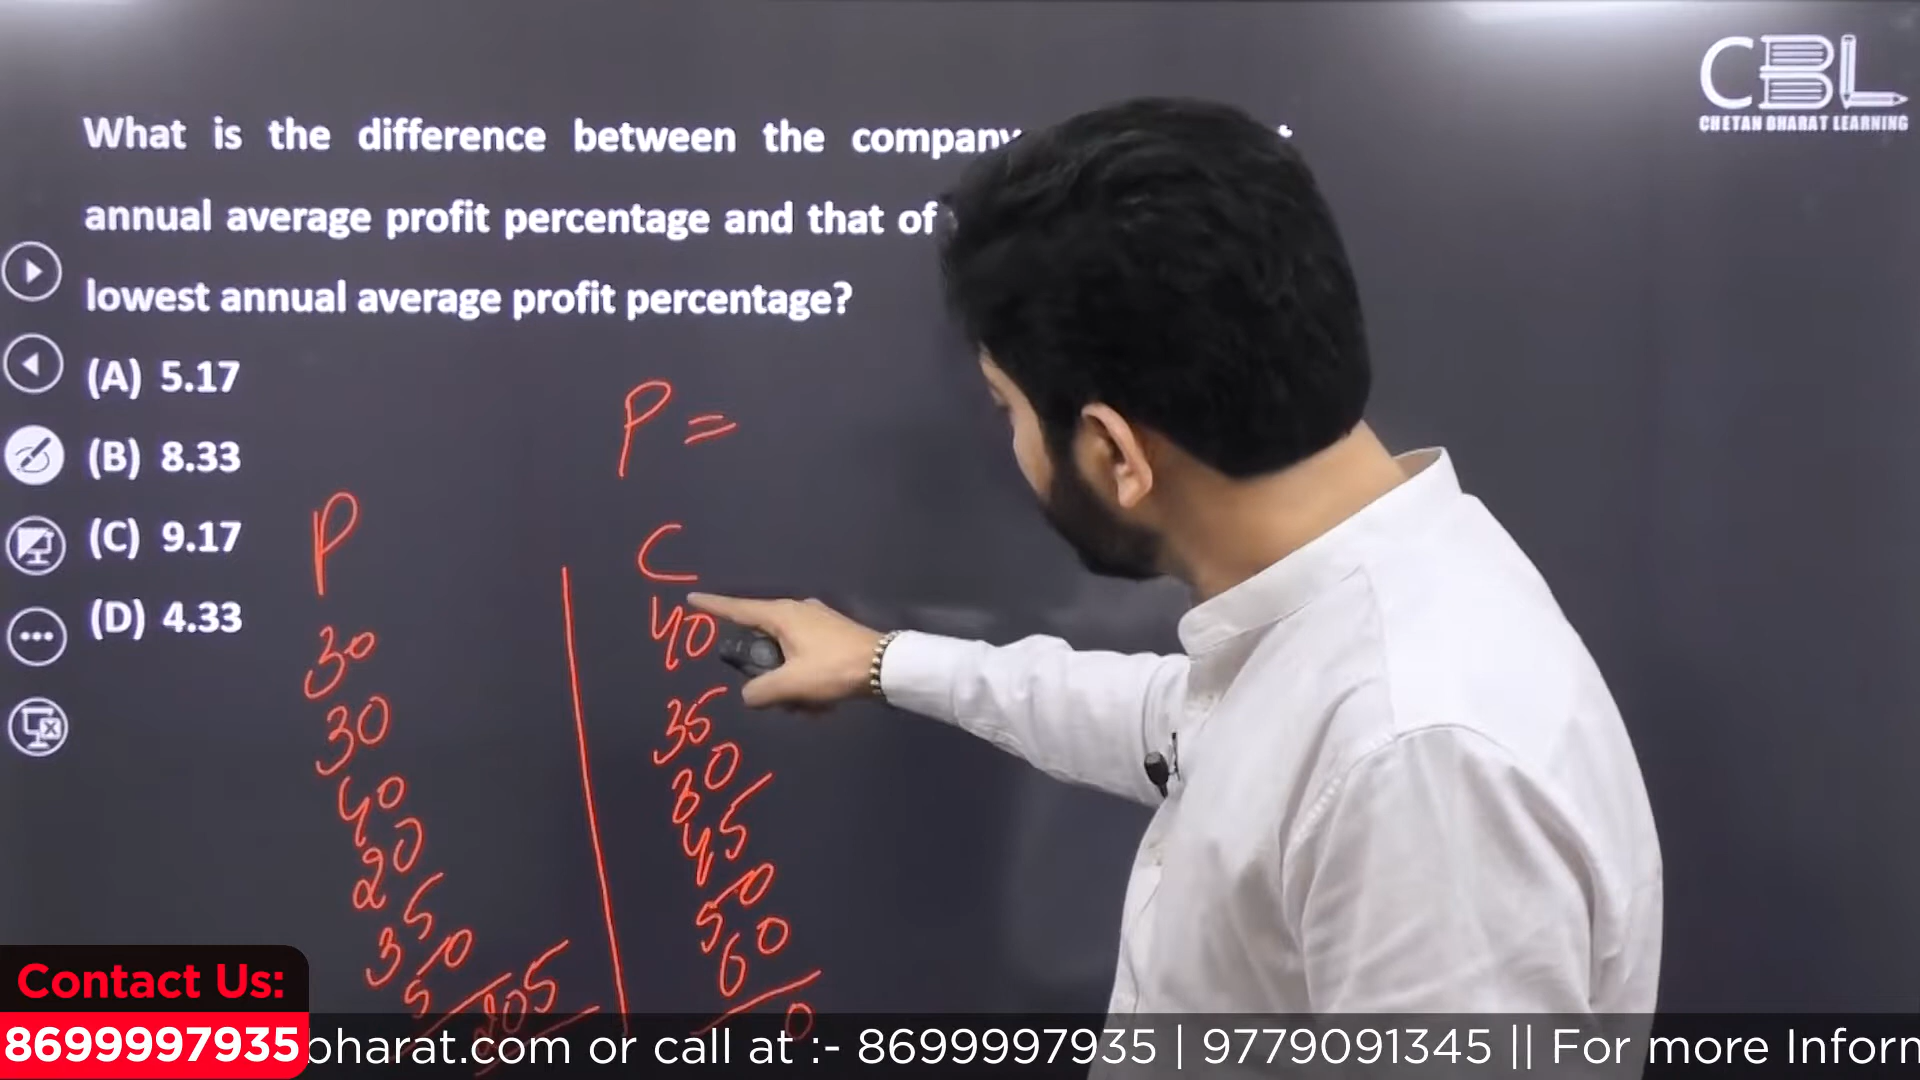 CBL
CHETAN BHARAT LEARNING
What is the difference between the company
annual average profit percentage and that of
lowest annual average profit percentage?
(A) 5.17
(B) 8.33
(C) 9.17
(D) 4.33
P =
P
30
30
40
20
35
50
205
C
40
35
30
45
50
60
0
Contact Us:
8699997935
bharat.com or call at :- 8699997935 | 9779091345 || For more Inforn